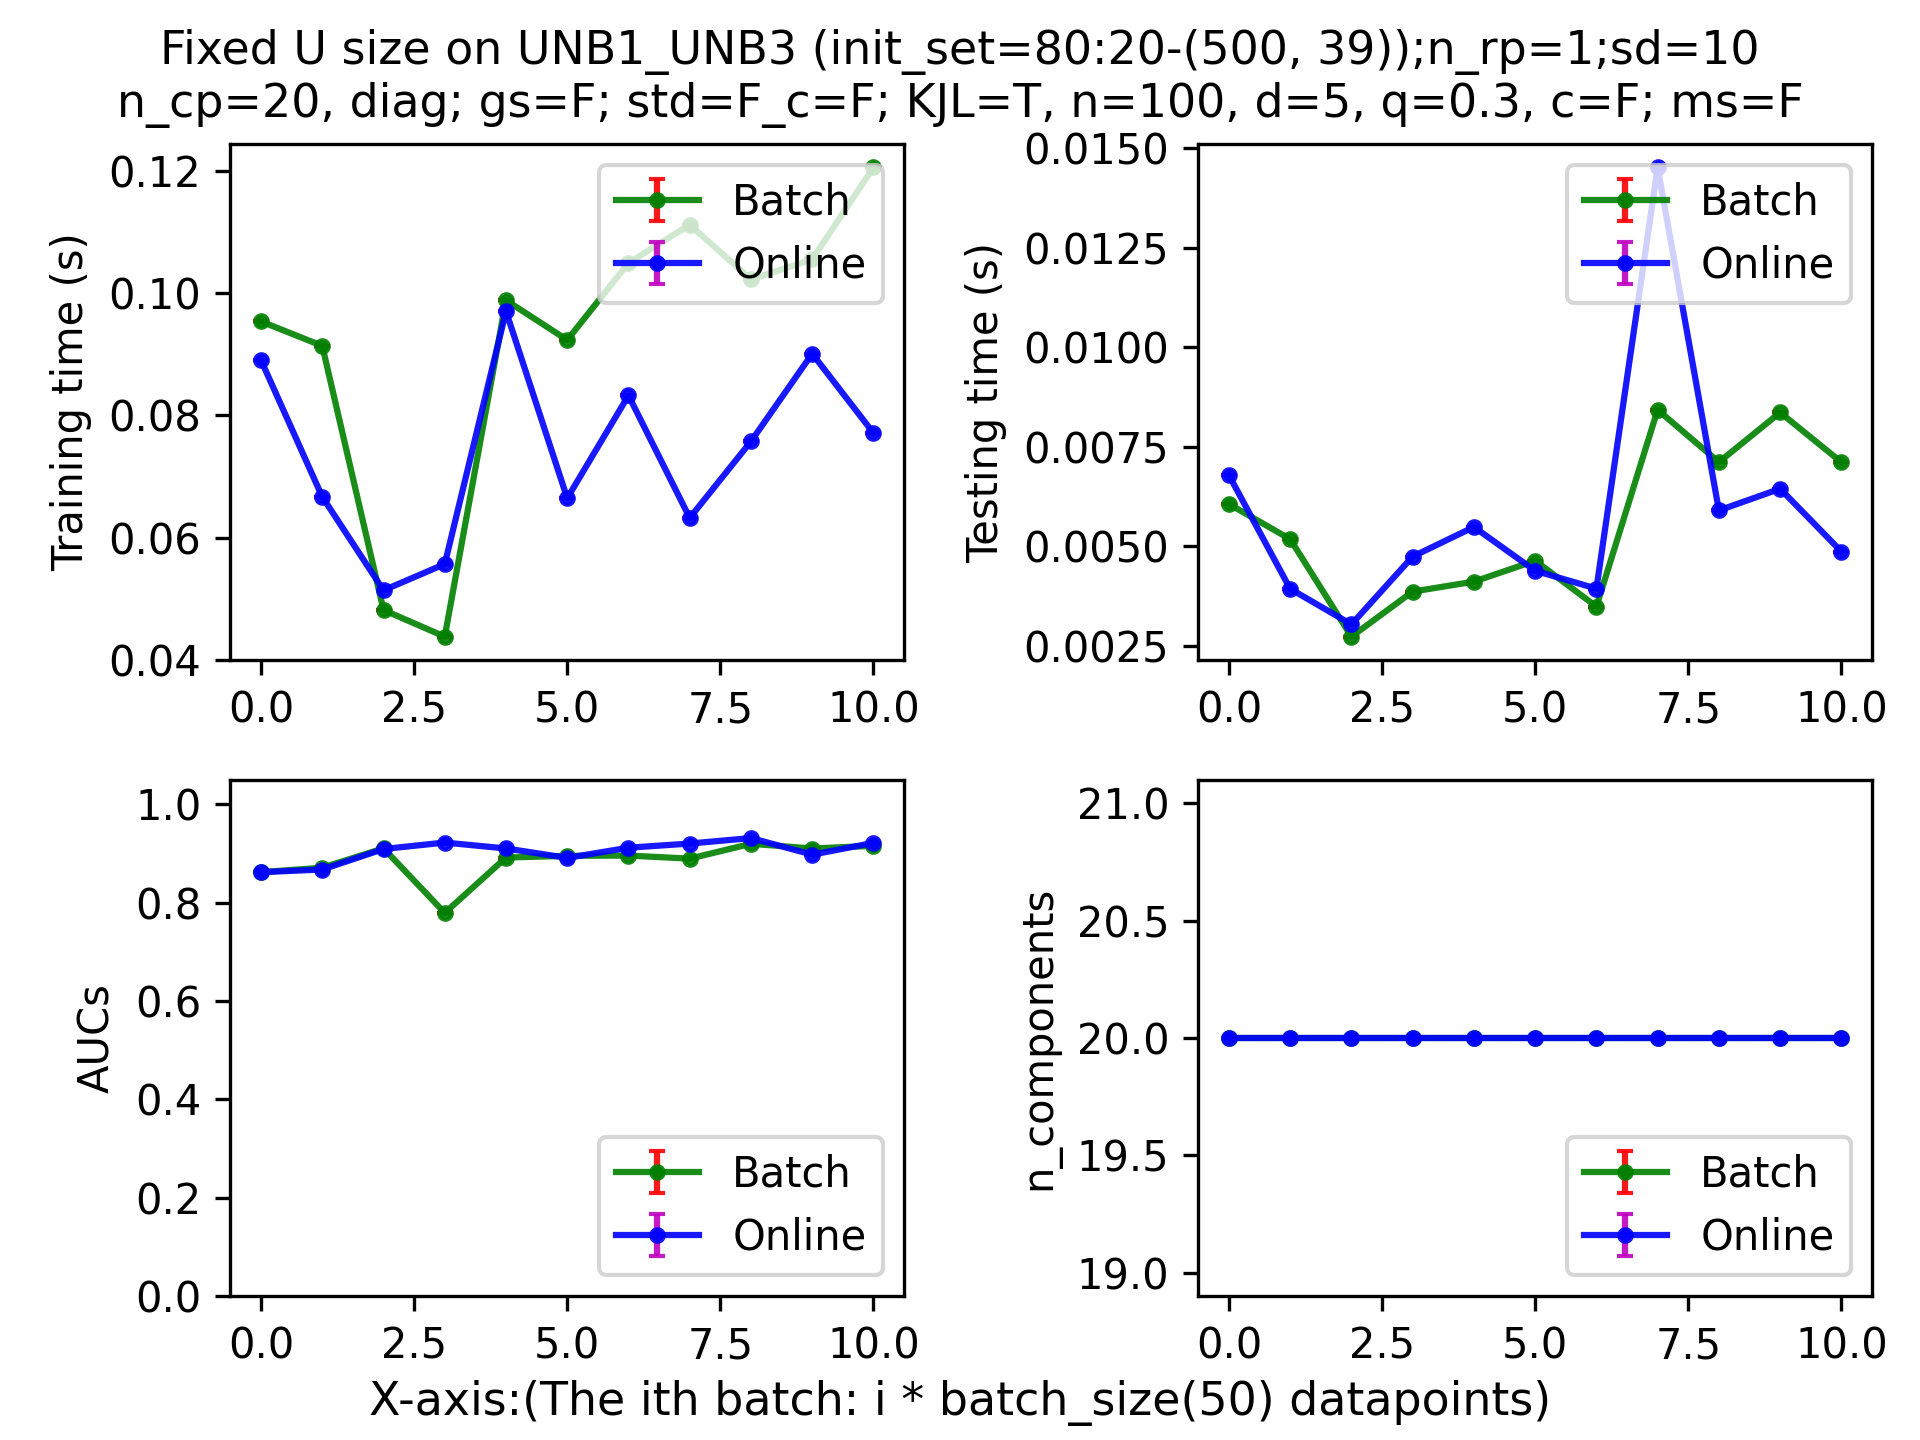 Fixed U size on UNB1_UNB3 (init_set=80:20-(500, 39));n_rp=1;sd=10
n_cp=20, diag; gs=F; std=F_c=F; KJL=T, n=100, d=5, q=0.3, c=F; ms=F
Training time (s)
0.12
0.10
0.08
0.06
0.04
0.0 2.5 5.0 7.5 10.0
Batch
Online
Testing time (s)
0.0150
0.0125
0.0100
0.0075
0.0050
0.0025
0.0 2.5 5.0 7.5 10.0
Batch
Online
AUCs
1.0
0.8
0.6
0.4
0.2
0.0
0.0 2.5 5.0 7.5 10.0
Batch
Online
n_components
21.0
20.5
20.0
19.5
19.0
0.0 2.5 5.0 7.5 10.0
Batch
Online
X-axis:(The ith batch: i * batch_size(50) datapoints)